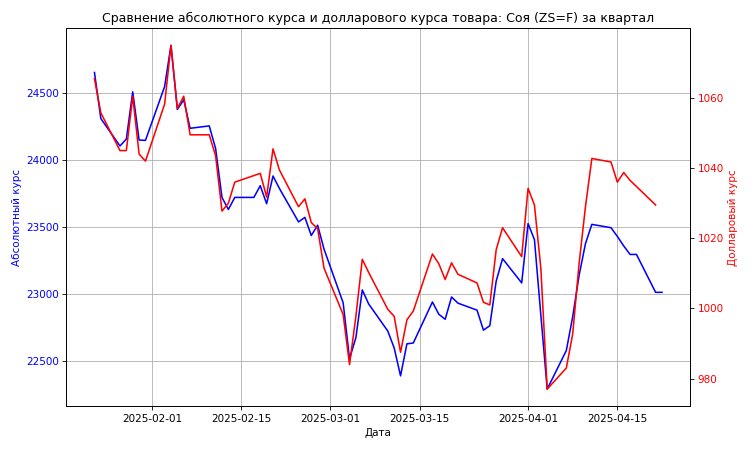 Сравнение абсолютного курса и долларового курса товара: Соя (ZS=F) за квартал
Абсолютный курс
24500
24000
23500
23000
22500
1060
1040
1020
1000
980
Долларовый курс
2025-02-01 2025-02-15 2025-03-01 2025-03-15 2025-04-01 2025-04-15
Дата